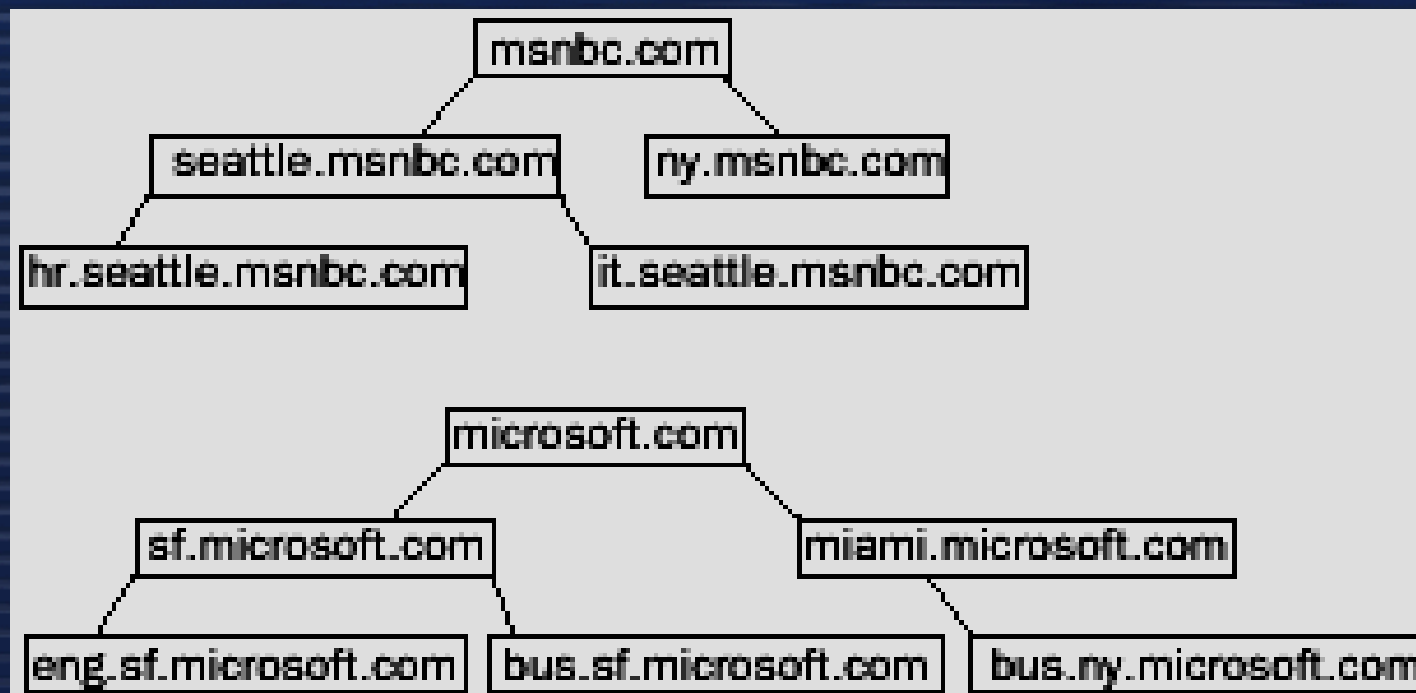 msnbc.com
seattle.msnbc.com ny.msnbc.com
hr.seattle.msnbc.com it.seattle.msnbc.com
microsoft.com
sf.microsoft.com miami.microsoft.com
eng.sf.microsoft.com bus.sf.microsoft.com bus.ny.microsoft.com